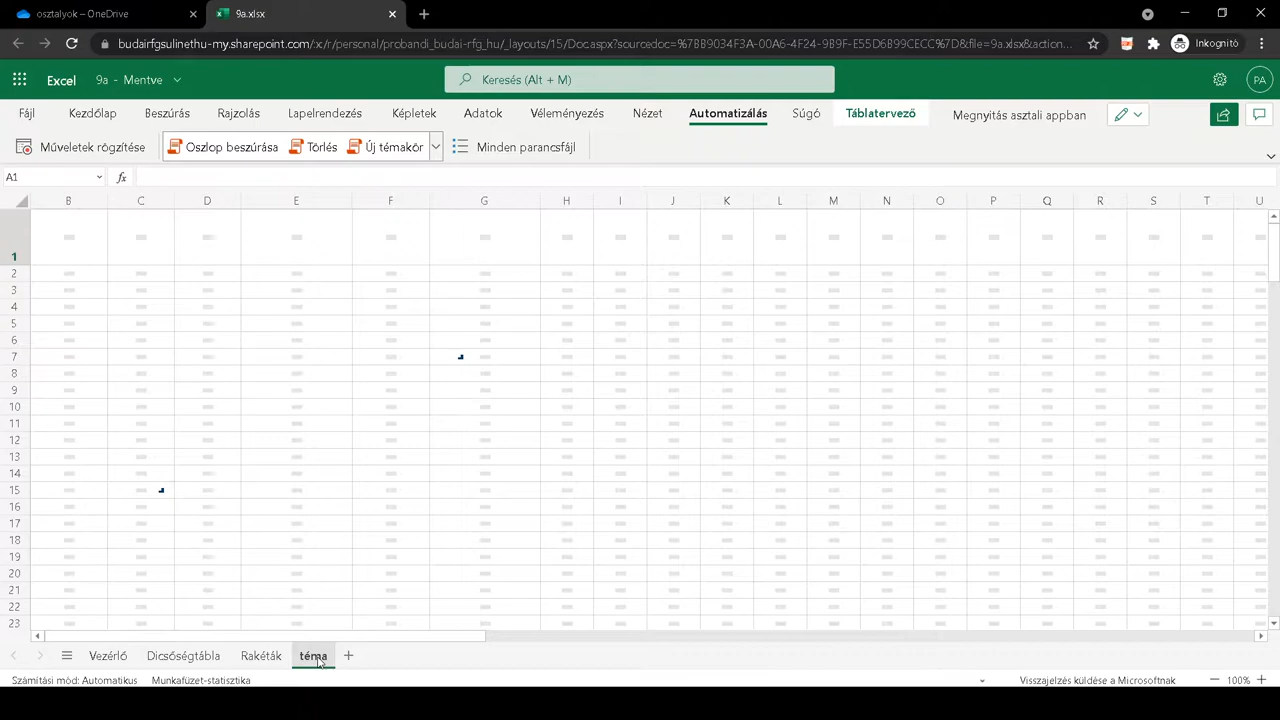 osztalyok – OneDrive
9a.xlsx
budairfgsulinethu-my.sharepoint.com/:x:/r/personal/probandi_budai-rfg_hu/_layouts/15/Doc.aspx?sourcedoc=%7BB9034F3A-00A6-4F24-9B9F-E55D6B99CECC%7D&file=9a.xlsx&action...
Inkognitó
Excel
9a - Mentve
Keresés (Alt + M)
PA
Fájl Kezdőlap Beszúrás Rajzolás Lapelrendezés Képletek Adatok Véleményezés Nézet Automatizálás Súgó Táblatervező Megnyitás asztali appban
Műveletek rögzítése Oszlop beszúrása Törlés Új témakör Minden parancsfájl
A1 fx
B C D E F G H I J K L M N O P Q R S T U
1
2
3
4
5
6
7
8
9
10
11
12
13
14
15
16
17
18
19
20
21
22
23
Vezérlő Dicsőségtábla Rakéták téma
Számítási mód: Automatikus Munkafüzet-statisztika Visszajelzés küldése a Microsoftnak 100%